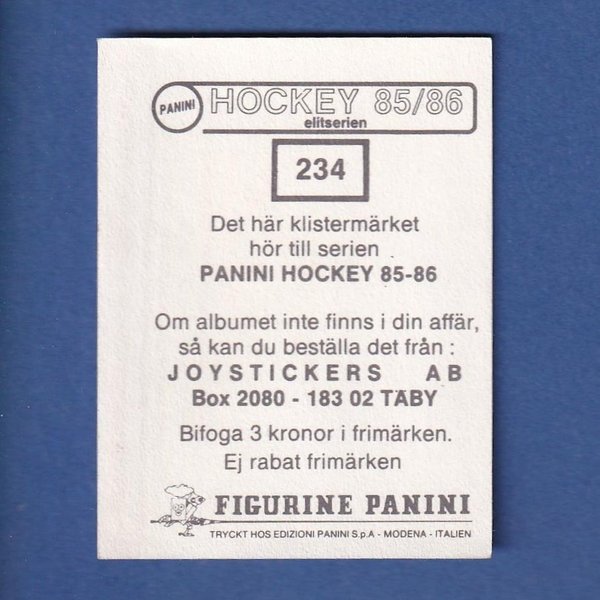 PANINI HOCKEY 85/86
elitserien
234
Det här klistermärket
hör till serien
PANINI HOCKEY 85-86
Om albumet inte finns i din affär,
så kan du beställa det från :
JOYSTICKERS AB
Box 2080 - 183 02 TÄBY
Bifoga 3 kronor i frimärken.
Ej rabat frimärken
FIGURINE PANINI
TRYCKT HOS EDIZIONI PANINI S.p.A - MODENA - ITALIEN